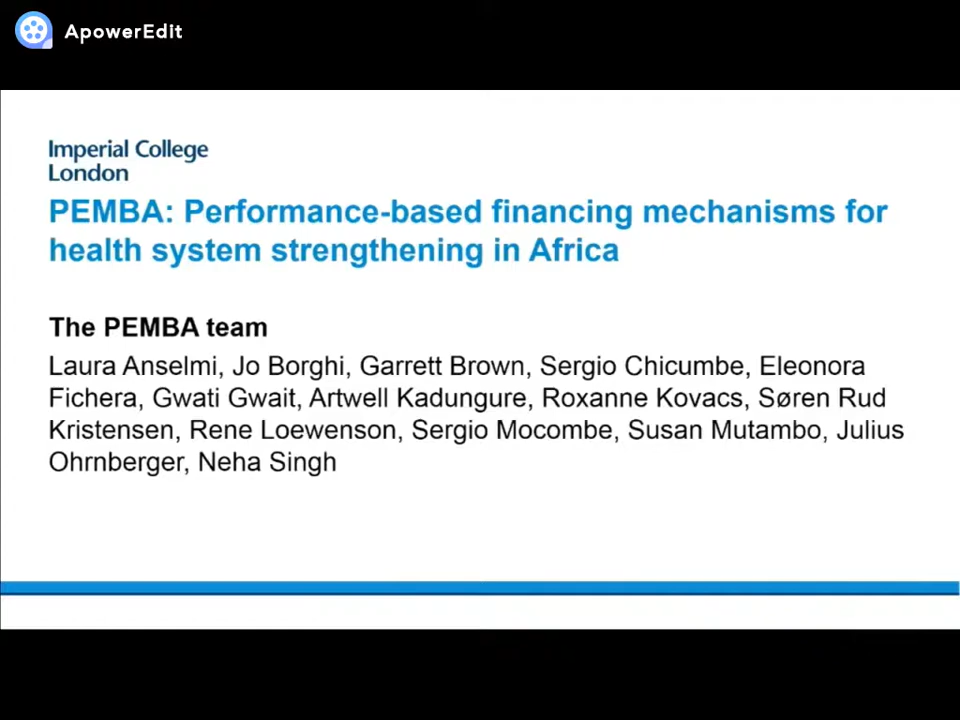 ApowerEdit
Imperial College
London
PEMBA: Performance-based financing mechanisms for
health system strengthening in Africa
The PEMBA team
Laura Anselmi, Jo Borghi, Garrett Brown, Sergio Chicumbe, Eleonora
Fichera, Gwati Gwait, Artwell Kadungure, Roxanne Kovacs, Søren Rud
Kristensen, Rene Loewenson, Sergio Mocombe, Susan Mutambo, Julius
Ohrnberger, Neha Singh